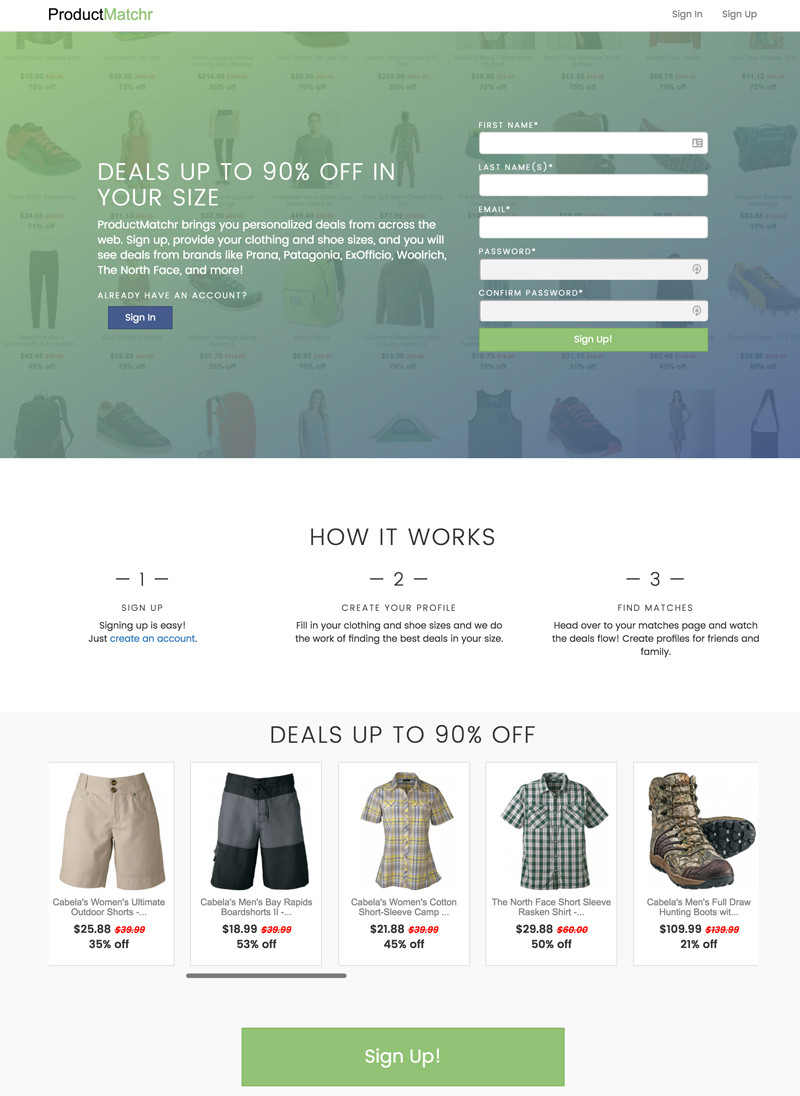 ProductMatchr
Sign In
Sign Up
DEALS UP TO 90% OFF IN
YOUR SIZE
ProductMatchr brings you personalized deals from across the
web. Sign up, provide your clothing and shoe sizes, and you will
see deals from brands like Prana, Patagonia, ExOfficio, Woolrich,
The North Face, and more!
ALREADY HAVE AN ACCOUNT?
Sign In
FIRST NAME*
LAST NAME(S)*
EMAIL*
PASSWORD*
CONFIRM PASSWORD*
Sign Up!
HOW IT WORKS
— 1 —
SIGN UP
Signing up is easy!
Just create an account.
— 2 —
CREATE YOUR PROFILE
Fill in your clothing and shoe sizes and we do
the work of finding the best deals in your size.
— 3 —
FIND MATCHES
Head over to your matches page and watch
the deals flow! Create profiles for friends and
family.
DEALS UP TO 90% OFF
Cabela's Women's Ultimate
Outdoor Shorts -...
$25.88 $39.99
35% off
Cabela's Men's Bay Rapids
Boardshorts II -...
$18.99 $39.99
53% off
Cabela's Women's Cotton
Short-Sleeve Camp ...
$21.88 $39.99
45% off
The North Face Short Sleeve
Rasken Shirt -...
$29.88 $60.00
50% off
Cabela's Men's Full Draw
Hunting Boots wit...
$109.99 $139.99
21% off
Sign Up!